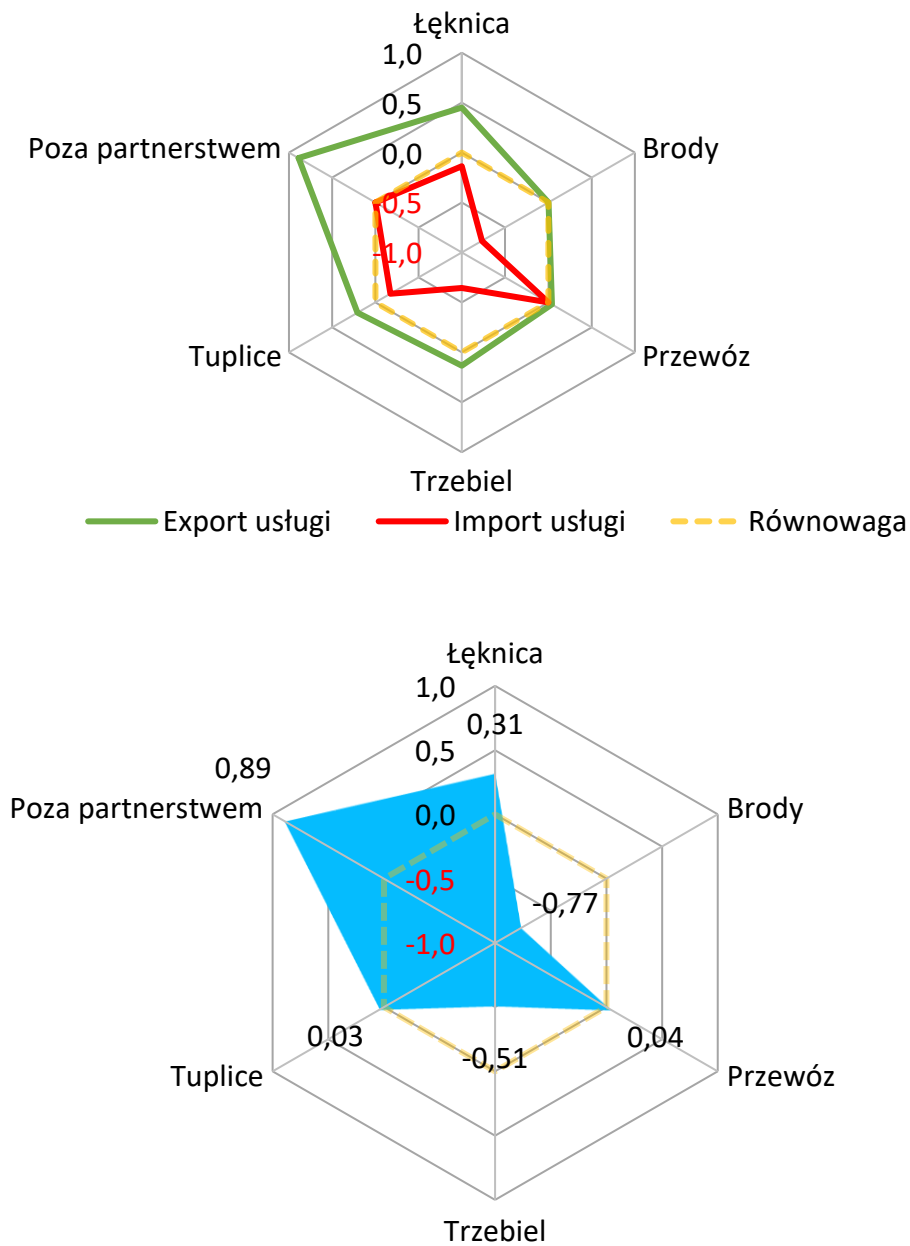 Łęknica
1,0
0,5
Poza partnerstwem 0,0 Brody
-0,5
-1,0
Tuplice Przewóz
Trzebiel
Export usługi Import usługi Równowaga
Łęknica
1,0
0,31
0,5
0,89
Poza partnerstwem 0,0 Brody
-0,5
-0,77
-1,0
0,03 0,04
-0,51
Tuplice Przewóz
Trzebiel